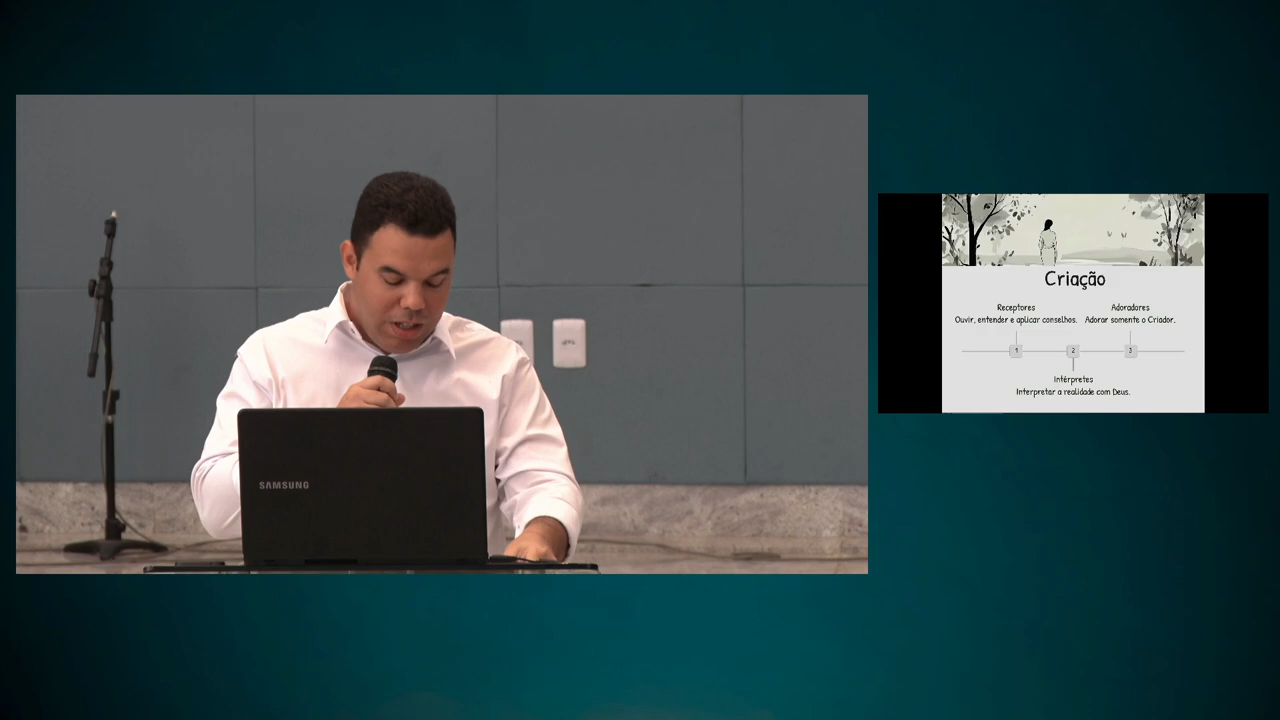 SAMSUNG
Criação
Receptores
Ouvir, entender e aplicar conselhos.
Adoradores
Adorar somente o Criador.
1
2
3
Intérpretes
Interpretar a realidade com Deus.